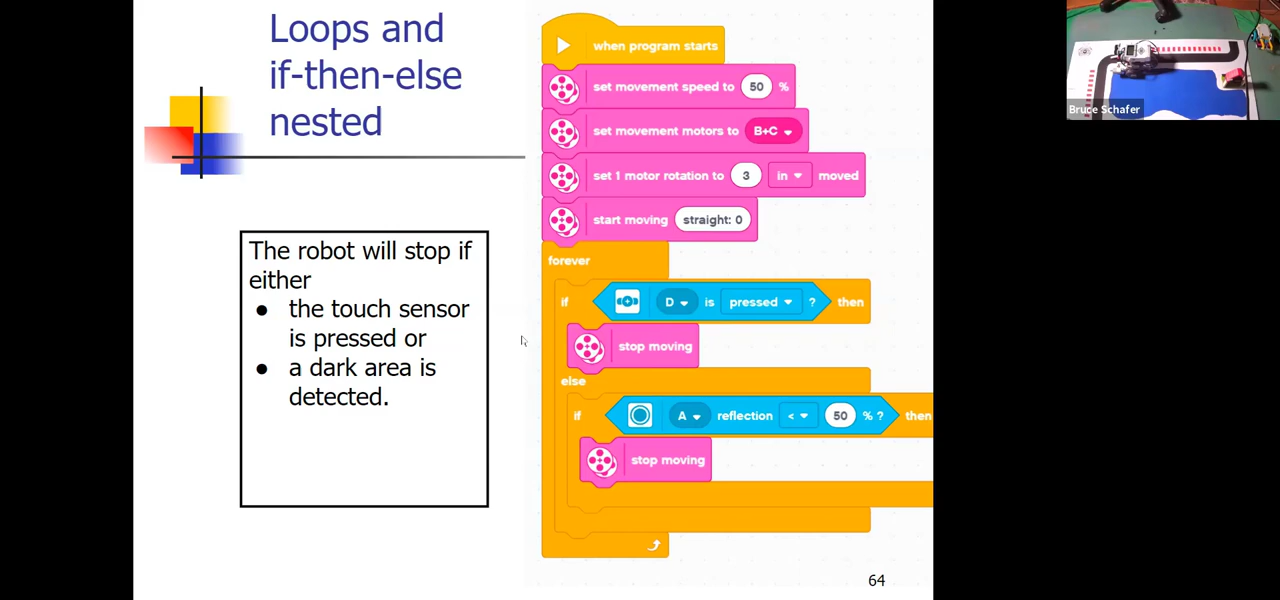 Loops and
if-then-else
nested
The robot will stop if
either
● the touch sensor
is pressed or
● a dark area is
detected.
when program starts
set movement speed to 50 %
set movement motors to B+C
set 1 motor rotation to 3 in moved
start moving straight: 0
forever
if D is pressed ? then
stop moving
else
if A reflection < 50 % ? then
stop moving
64
Bruce Schafer